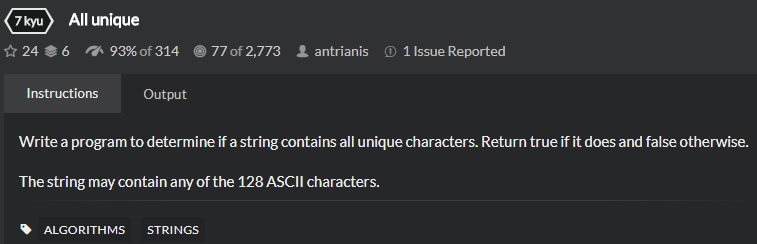 7 kyu All unique
24 6 93% of 314 77 of 2,773 antrianis 1 Issue Reported
Instructions Output
Write a program to determine if a string contains all unique characters. Return true if it does and false otherwise.
The string may contain any of the 128 ASCII characters.
ALGORITHMS STRINGS